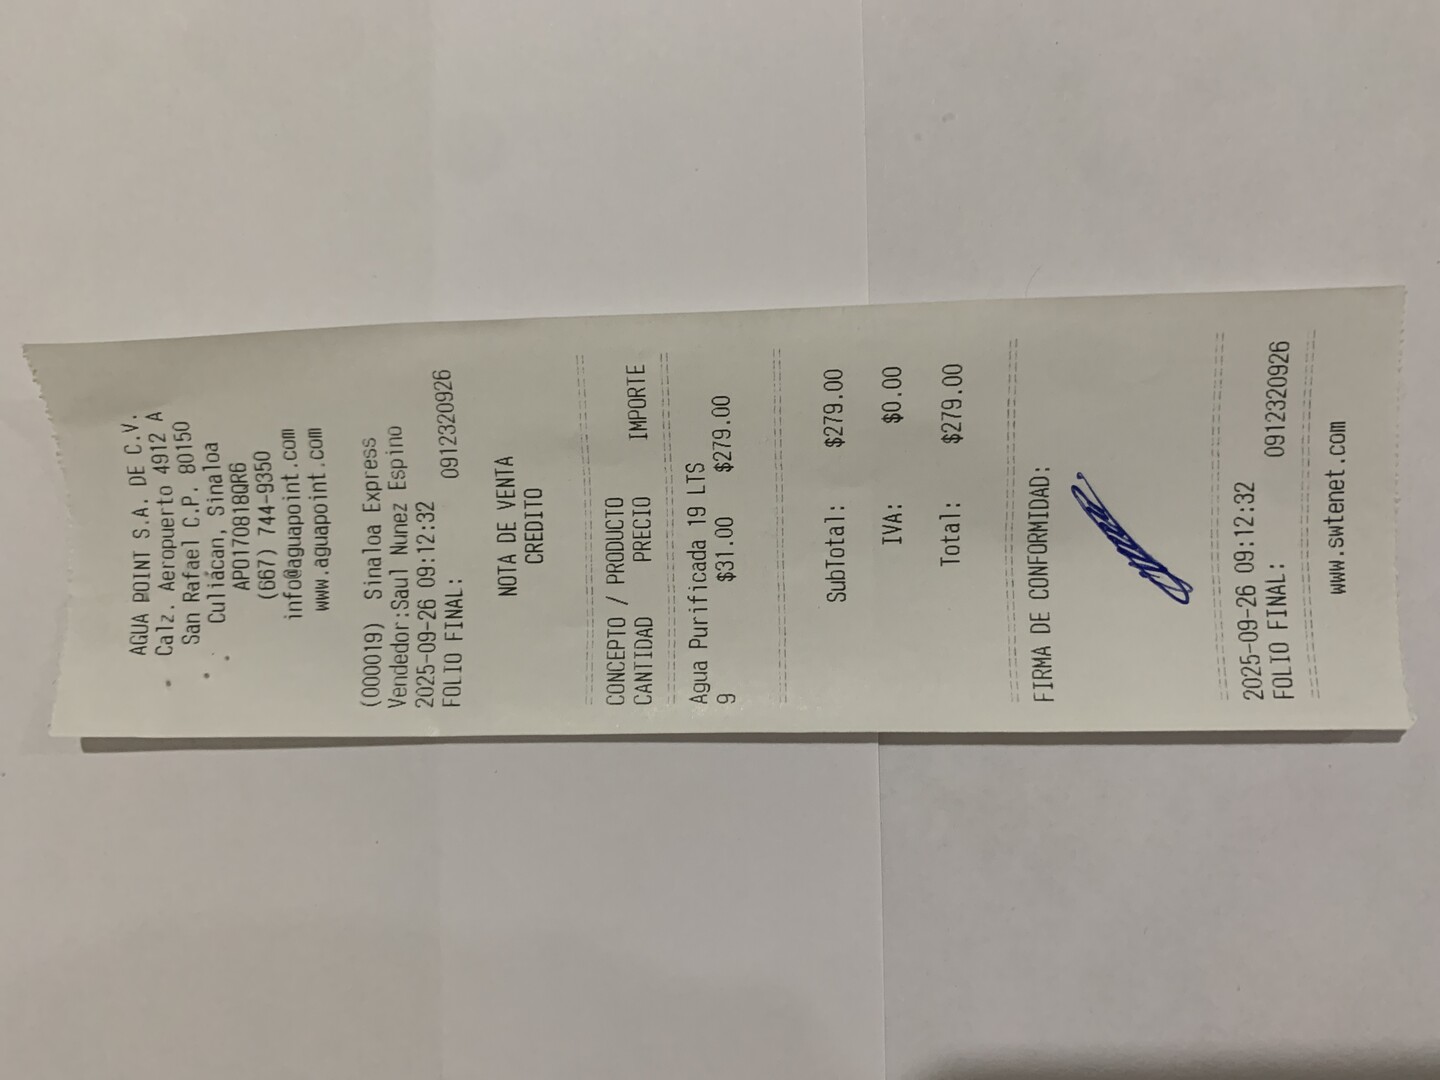 AGUA POINT S.A. DE C.V.
Calz. Aeropuerto 4912 A
San Rafael C.P. 80150
Culiácan, Sinaloa
APO170818QR6
(667) 744-9350
info@aguapoint.com
www.aguapoint.com
(000019) Sinaloa Express
Vendedor:Saul Nunez Espino
2025-09-26 09:12:32
FOLIO FINAL: 0912320926
NOTA DE VENTA
CREDITO
CONCEPTO / PRODUCTO
CANTIDAD PRECIO IMPORTE
Agua Purificada 19 LTS
9 $31.00 $279.00
SubTotal: $279.00
IVA: $0.00
Total: $279.00
FIRMA DE CONFORMIDAD:
2025-09-26 09:12:32
FOLIO FINAL: 0912320926
www.swtenet.com